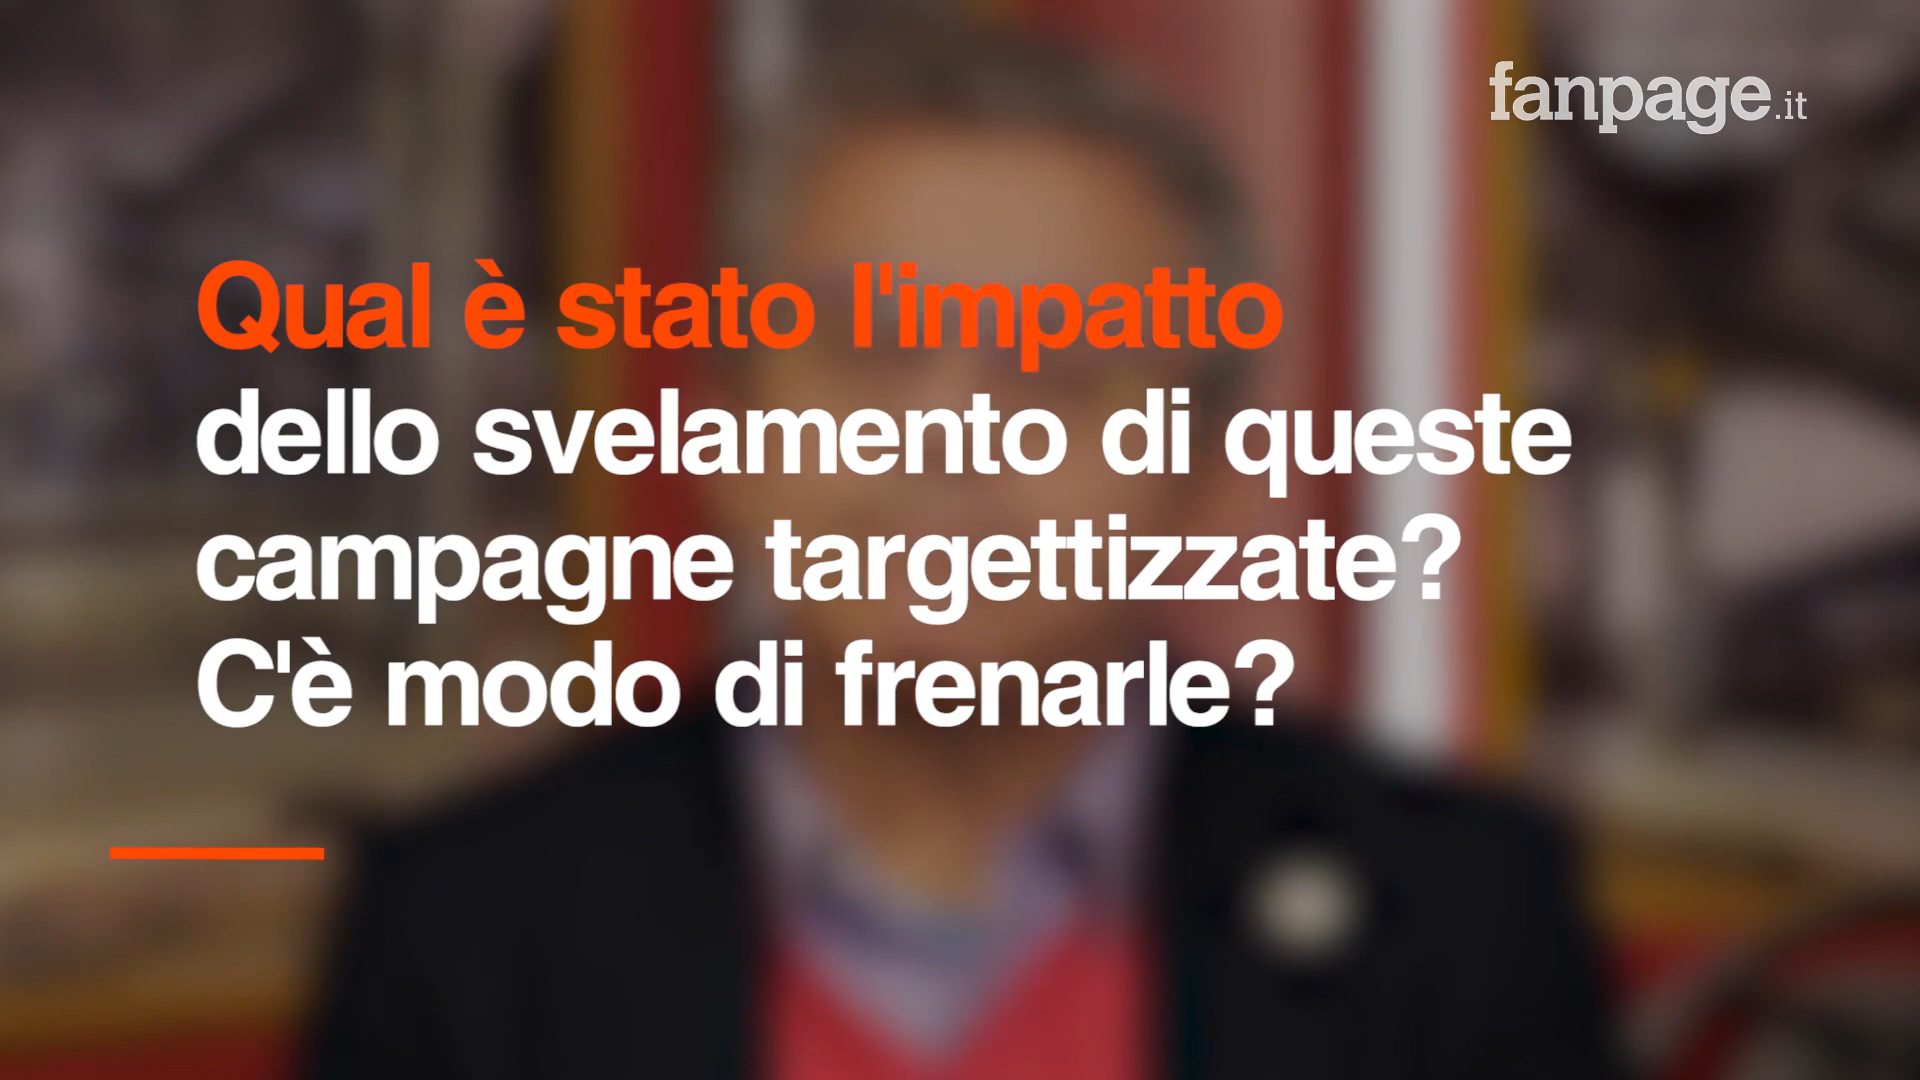 fanpage.it
Qual è stato l'impatto
dello svelamento di queste
campagne targettizzate?
C'è modo di frenarle?